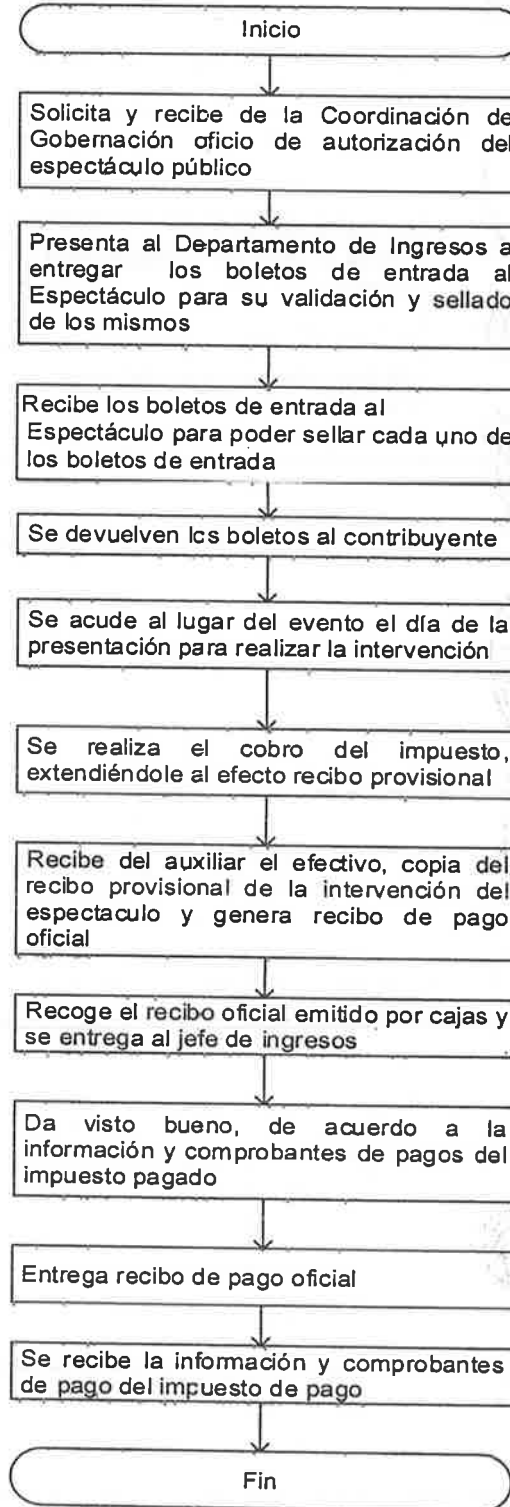 Inicio
Solicita y recibe de la Coordinación de
Gobernación oficio de autorización del
espectáculo público
Presenta al Departamento de Ingresos a
entregar los boletos de entrada al
Espectáculo para su validación y sellado
de los mismos
Recibe los boletos de entrada al
Espectáculo para poder sellar cada uno de
los boletos de entrada
Se devuelven los boletos al contribuyente
Se acude al lugar del evento el día de la
presentación para realizar la intervención
Se realiza el cobro del impuesto,
extendiéndole al efecto recibo provisional
Recibe del auxiliar el efectivo, copia del
recibo provisional de la intervención del
espectaculo y genera recibo de pago
oficial
Recoge el recibo oficial emitido por cajas y
se entrega al jefe de ingresos
Da visto bueno, de acuerdo a la
información y comprobantes de pagos del
impuesto pagado
Entrega recibo de pago oficial
Se recibe la información y comprobantes
de pago del impuesto de pago
Fin